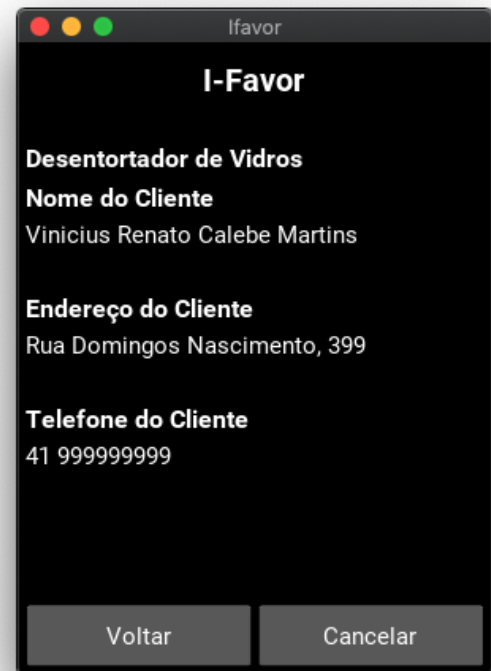 Ifavor
I-Favor
Desentortador de Vidros
Nome do Cliente
Vinicius Renato Calebe Martins
Endereço do Cliente
Rua Domingos Nascimento, 399
Telefone do Cliente
41 999999999
Voltar
Cancelar